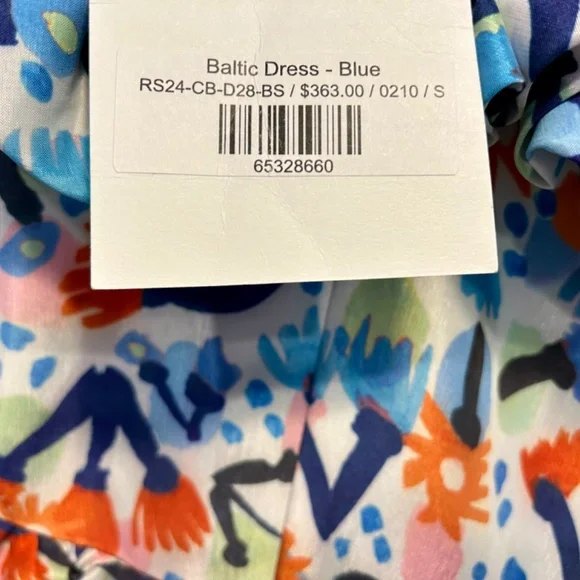 Baltic Dress - Blue
RS24-CB-D28-BS / $363.00 / 0210 / S
65328660